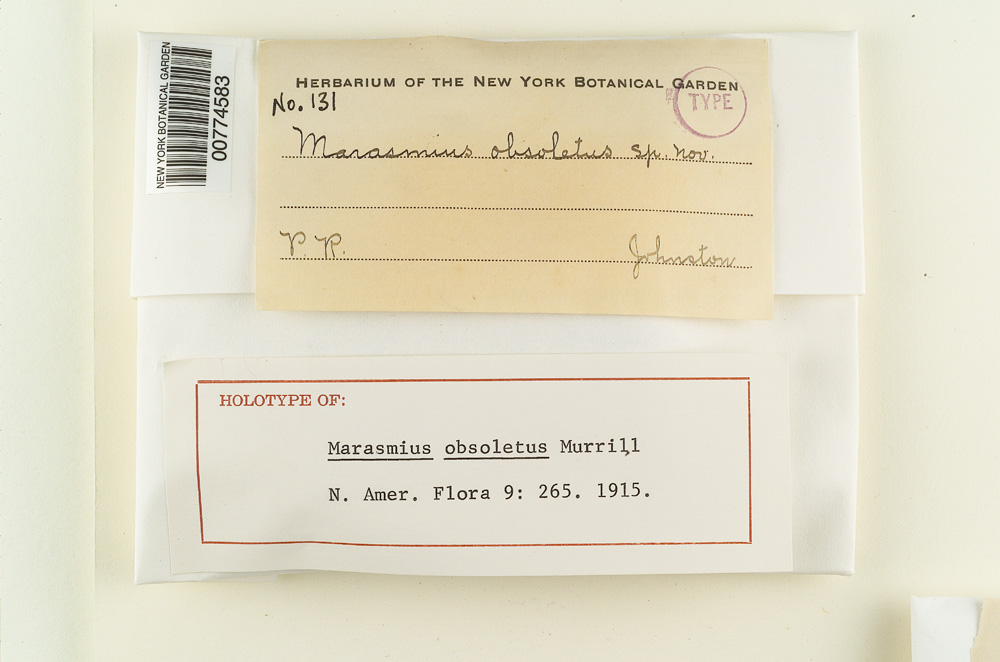 NEW YORK BOTANICAL GARDEN
00774583
HERBARIUM OF THE NEW YORK BOTANICAL GARDEN
No. 131
TYPE
Marasmius obsoletus sp. nov.
P. R. Johnston
HOLOTYPE OF:
Marasmius obsoletus Murrill
N. Amer. Flora 9: 265. 1915.